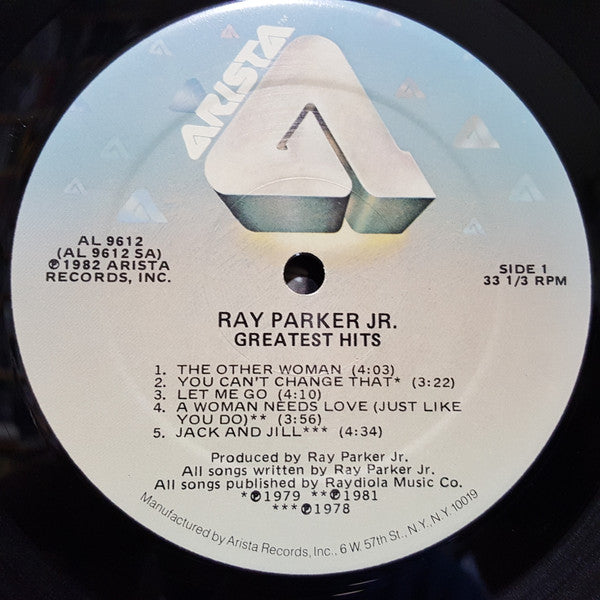 ARISTA™
AL 9612
(AL 9612 SA)
℗1982 ARISTA
RECORDS, INC.
SIDE 1
33 1/3 RPM
RAY PARKER JR.
GREATEST HITS
1. THE OTHER WOMAN (4:03)
2. YOU CAN'T CHANGE THAT* (3:22)
3. LET ME GO (4:10)
4. A WOMAN NEEDS LOVE (JUST LIKE
YOU DO)** (3:56)
5. JACK AND JILL*** (4:34)
Produced by Ray Parker Jr.
All songs written by Ray Parker Jr.
All songs published by Raydiola Music Co.
*℗1979 **℗1981
***℗1978
Manufactured by Arista Records, Inc., 6 W. 57th St., N.Y. N.Y. 10019